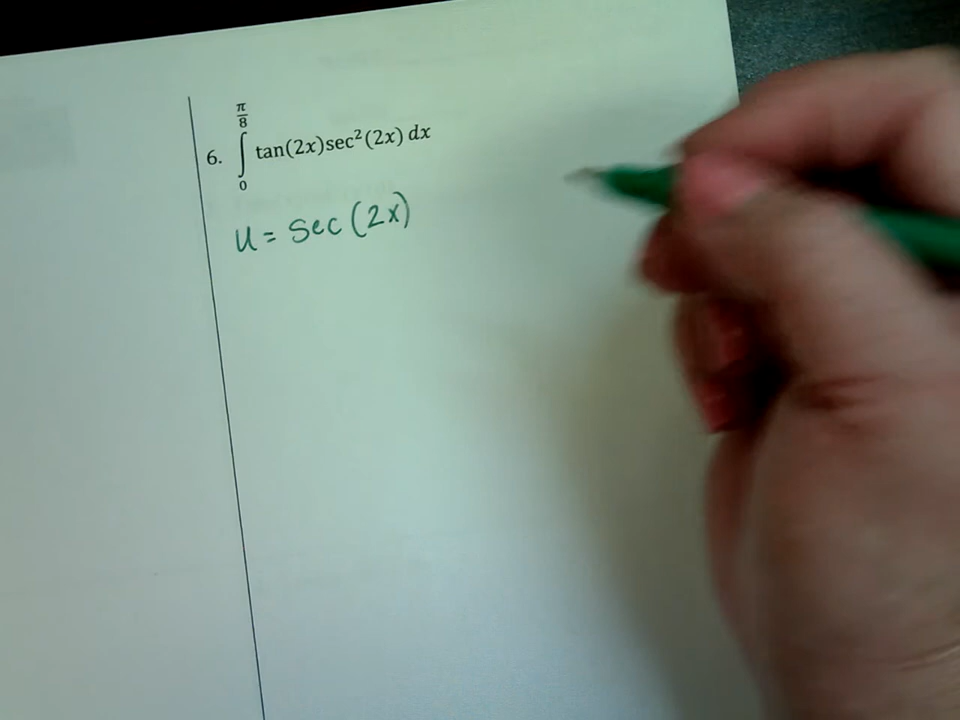 π/8
6. ∫ tan(2x)sec²(2x) dx
0
u = sec(2x)